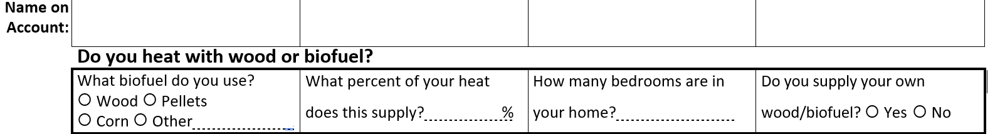 Name on
Account:
Do you heat with wood or biofuel?
What biofuel do you use?
○ Wood ○ Pellets
○ Corn ○ Other
What percent of your heat
does this supply? %
How many bedrooms are in
your home?
Do you supply your own
wood/biofuel? ○ Yes ○ No